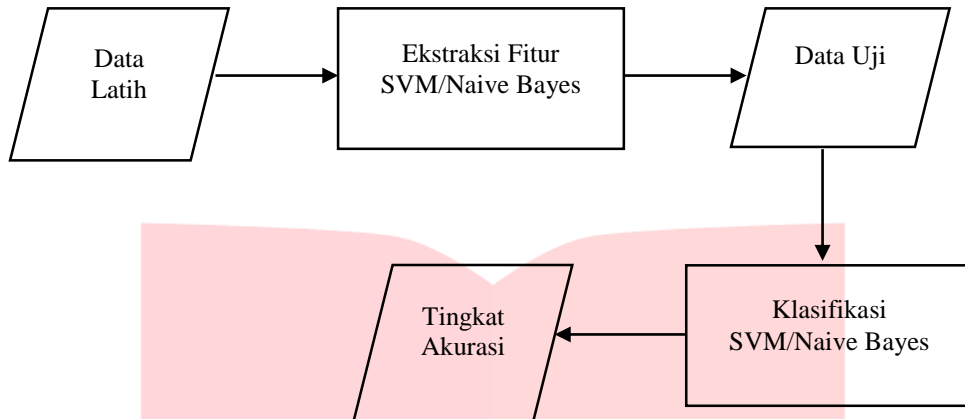 Data
Latih
Ekstraksi Fitur
SVM/Naive Bayes
Data Uji
Klasifikasi
SVM/Naive Bayes
Tingkat
Akurasi